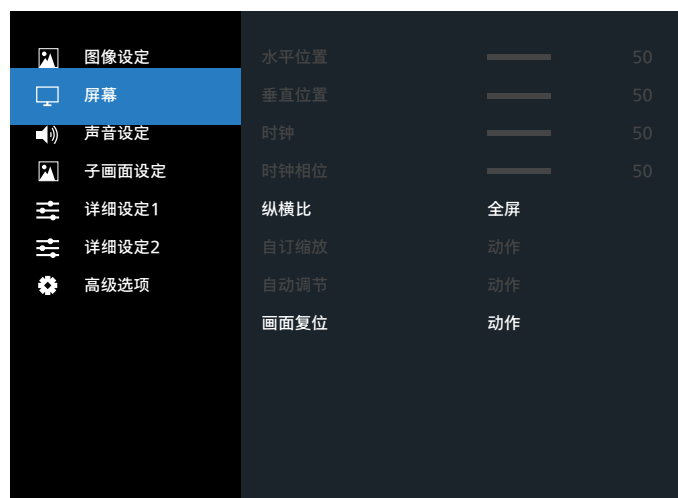 图像设定
屏幕
声音设定
子画面设定
详细设定1
详细设定2
高级选项
水平位置 50
垂直位置 50
时钟 50
时钟相位 50
纵横比 全屏
自订缩放 动作
自动调节 动作
画面复位 动作